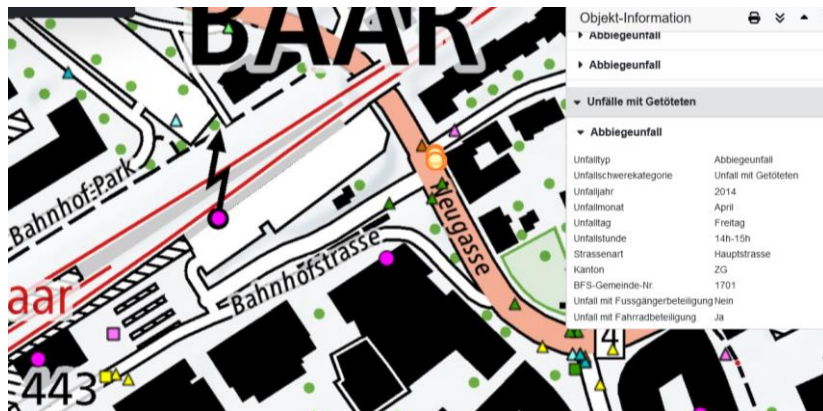 BAAR
Bahnhof-Park
Bahnhofstrasse
Neugasse
aar
443
4
Objekt-Information
Abbiegeunfall
Abbiegeunfall
Unfälle mit Getöteten
Abbiegeunfall
Unfalltyp Abbiegeunfall
Unfallschwerekategorie Unfall mit Getöteten
Unfalljahr 2014
Unfallmonat April
Unfalltag Freitag
Unfallstunde 14h-15h
Strassenart Hauptstrasse
Kanton ZG
BFS-Gemeinde-Nr. 1701
Unfall mit Fussgängerbeteiligung Nein
Unfall mit Fahrradbeteiligung Ja